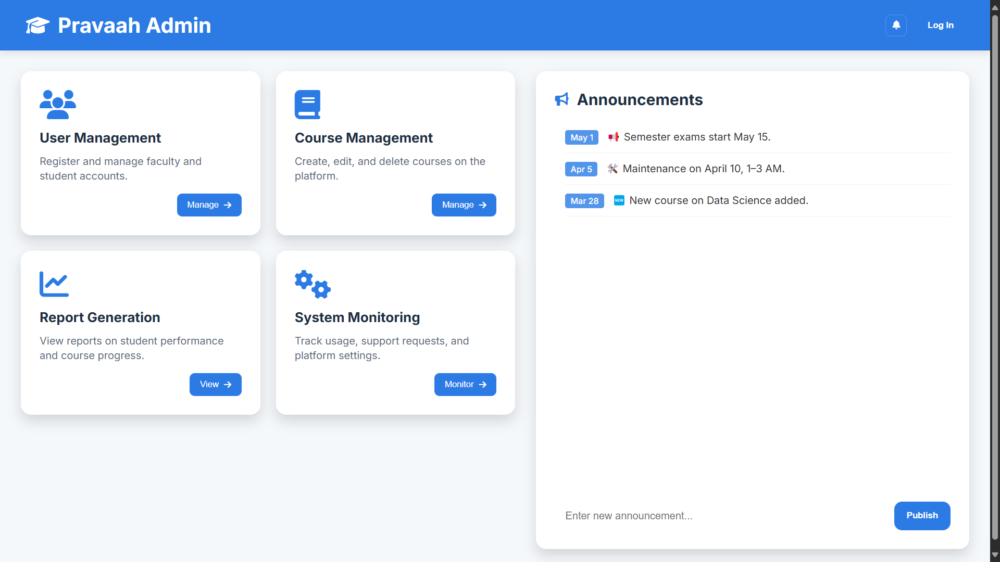 Pravaah Admin
Log In
User Management
Register and manage faculty and
student accounts.
Manage
Course Management
Create, edit, and delete courses on the
platform.
Manage
Report Generation
View reports on student performance
and course progress.
View
System Monitoring
Track usage, support requests, and
platform settings.
Monitor
Announcements
May 1 Semester exams start May 15.
Apr 5 Maintenance on April 10, 1–3 AM.
Mar 28 NEW New course on Data Science added.
Enter new announcement...
Publish